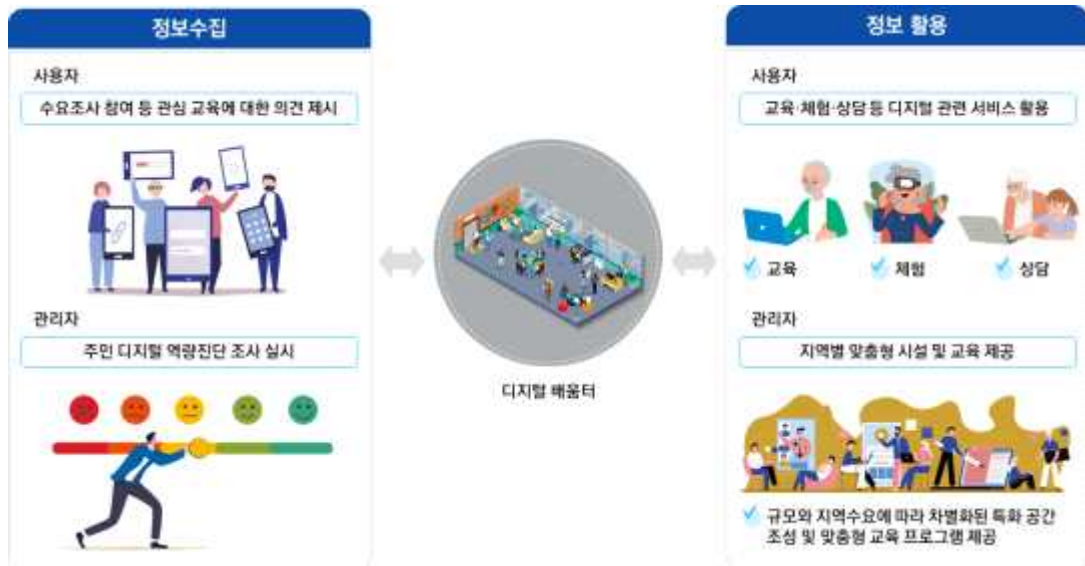 정보수집
사용자
수요조사 참여 등 관심 교육에 대한 의견 제시
관리자
주민 디지털 역량진단 조사 실시
디지털 배움터
정보 활용
사용자
교육·체험·상담 등 디지털 관련 서비스 활용
교육
체험
상담
관리자
지역별 맞춤형 시설 및 교육 제공
규모와 지역수요에 따라 차별화된 특화 공간
조성 및 맞춤형 교육 프로그램 제공